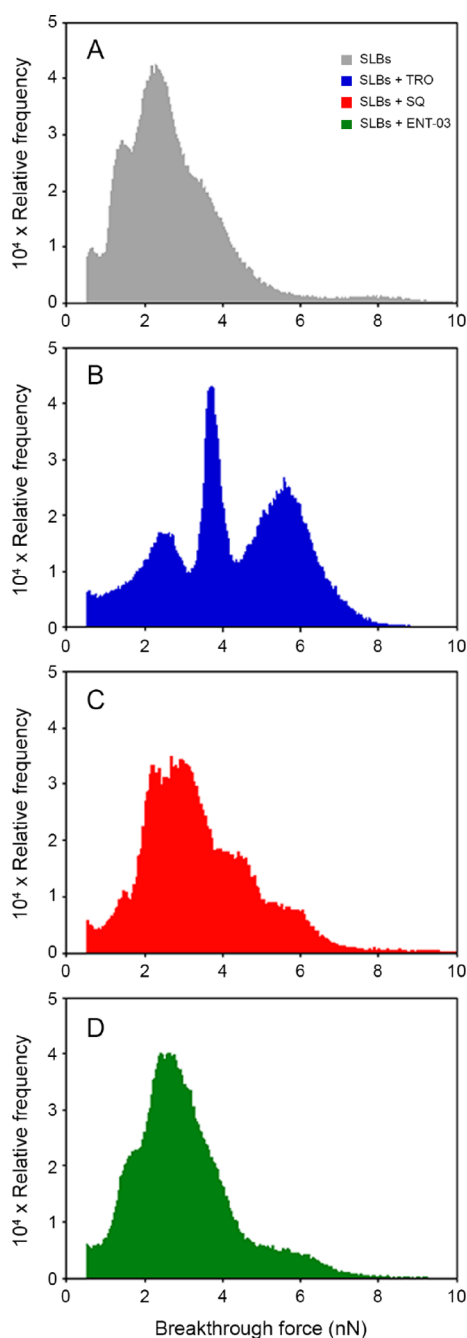 A
SLBs
SLBs + TRO
SLBs + SQ
SLBs + ENT-03
10⁴ x Relative frequency
5
4
3
2
1
0
0 2 4 6 8 10
B
10⁴ x Relative frequency
5
4
3
2
1
0
0 2 4 6 8 10
C
10⁴ x Relative frequency
5
4
3
2
1
0
0 2 4 6 8 10
D
10⁴ x Relative frequency
5
4
3
2
1
0
0 2 4 6 8 10
Breakthrough force (nN)